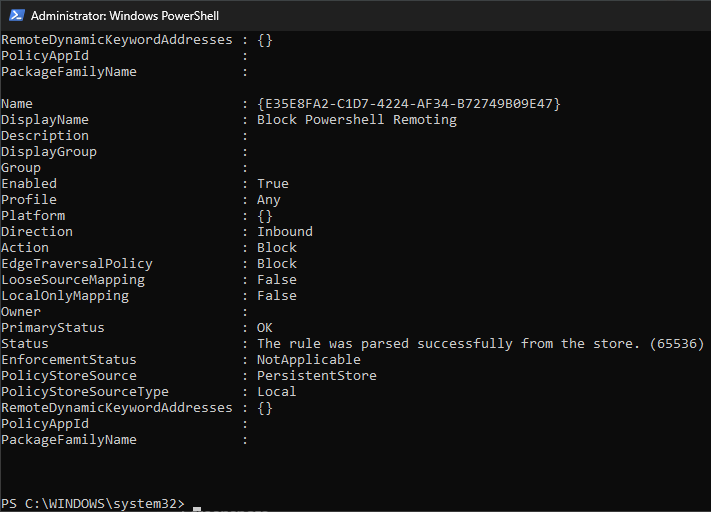 Administrator: Windows PowerShell
RemoteDynamicKeywordAddresses : {}
PolicyAppId                   :
PackageFamilyName             :
Name                          : {E35E8FA2-C1D7-4224-AF34-B72749B09E47}
DisplayName                   : Block Powershell Remoting
Description                   :
DisplayGroup                  :
Group                         :
Enabled                       : True
Profile                       : Any
Platform                      : {}
Direction                     : Inbound
Action                        : Block
EdgeTraversalPolicy           : Block
LooseSourceMapping            : False
LocalOnlyMapping              : False
Owner                         :
PrimaryStatus                 : OK
Status                        : The rule was parsed successfully from the store. (65536)
EnforcementStatus             : NotApplicable
PolicyStoreSource             : PersistentStore
PolicyStoreSourceType         : Local
RemoteDynamicKeywordAddresses : {}
PolicyAppId                   :
PackageFamilyName             :
PS C:\WINDOWS\system32>